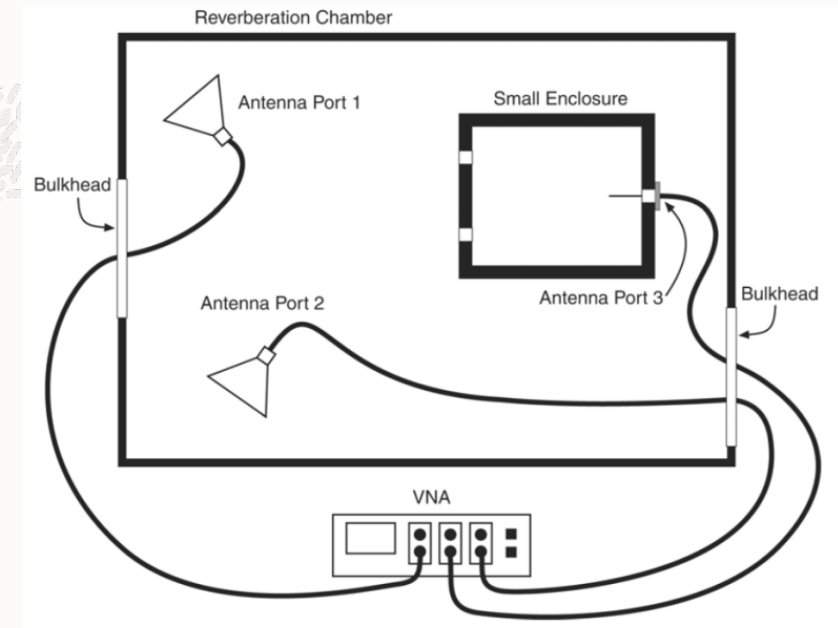 Reverberation Chamber
Antenna Port 1
Small Enclosure
Bulkhead
Antenna Port 2
Antenna Port 3
Bulkhead
VNA